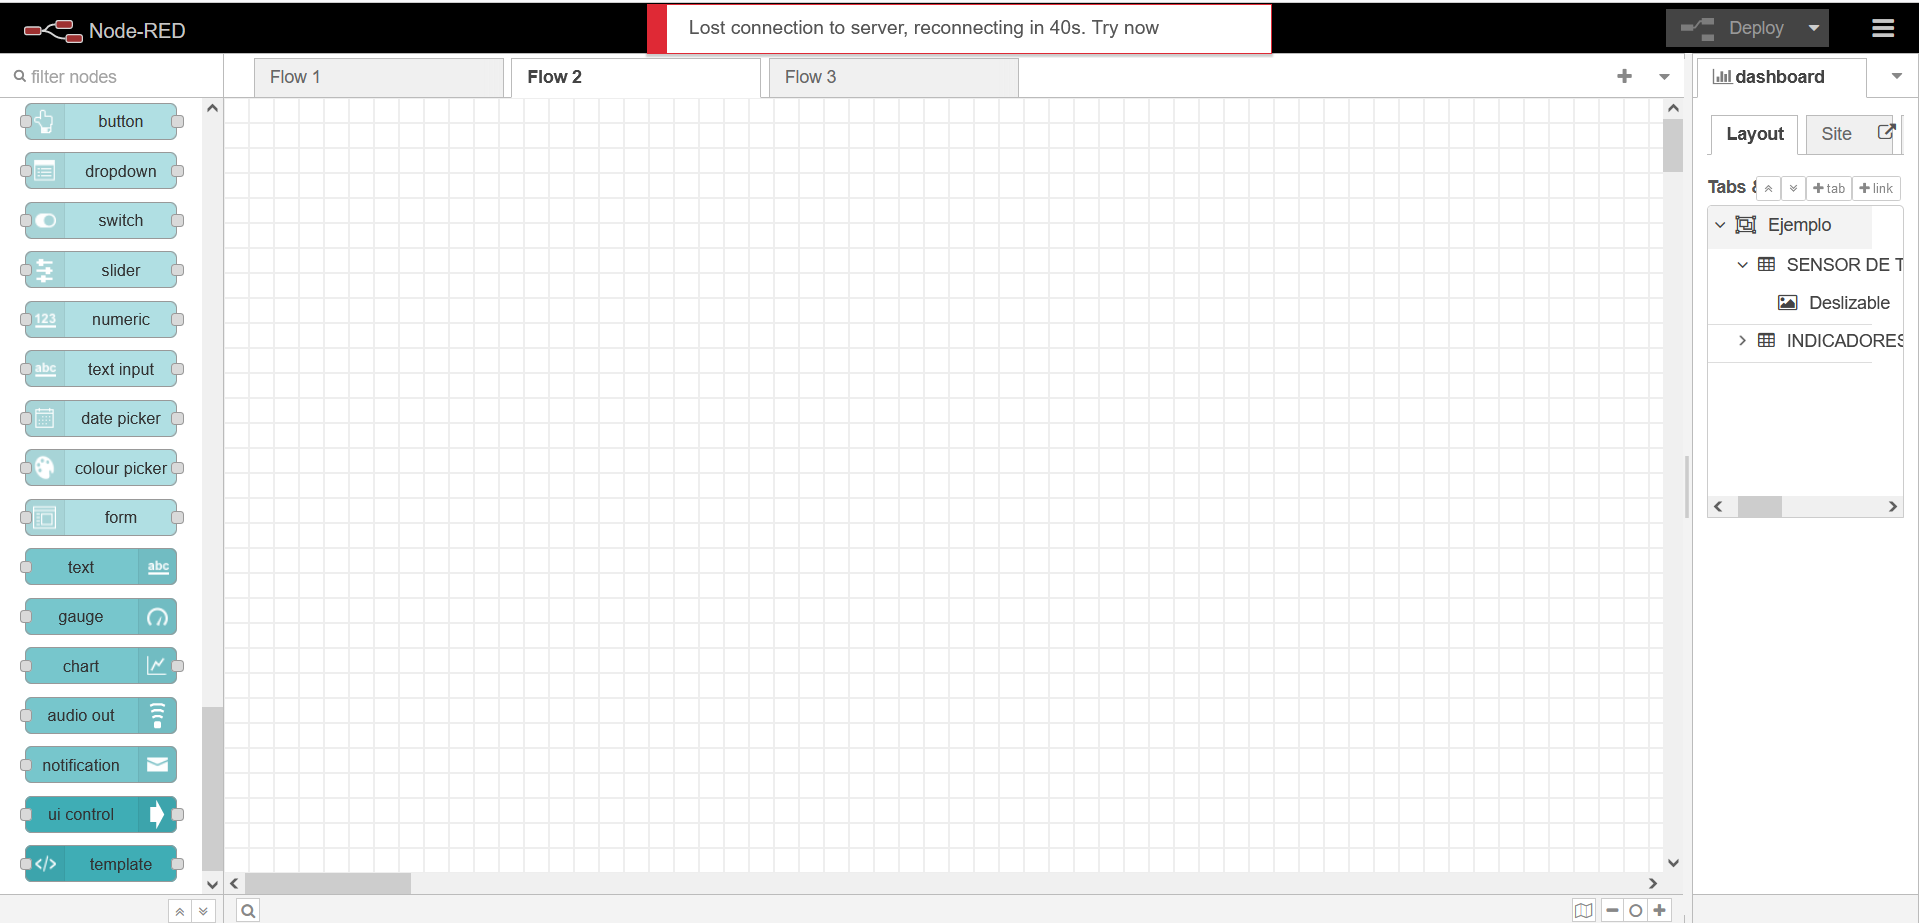 Node-RED
Lost connection to server, reconnecting in 40s. Try now
Deploy
filter nodes
Flow 1
Flow 2
Flow 3
dashboard
button
dropdown
switch
slider
123
numeric
abc
text input
date picker
colour picker
form
text
abc
gauge
chart
audio out
notification
ui control
</>
template
Layout
Site
Tabs &
tab
link
Ejemplo
SENSOR DE T
Deslizable
INDICADORES